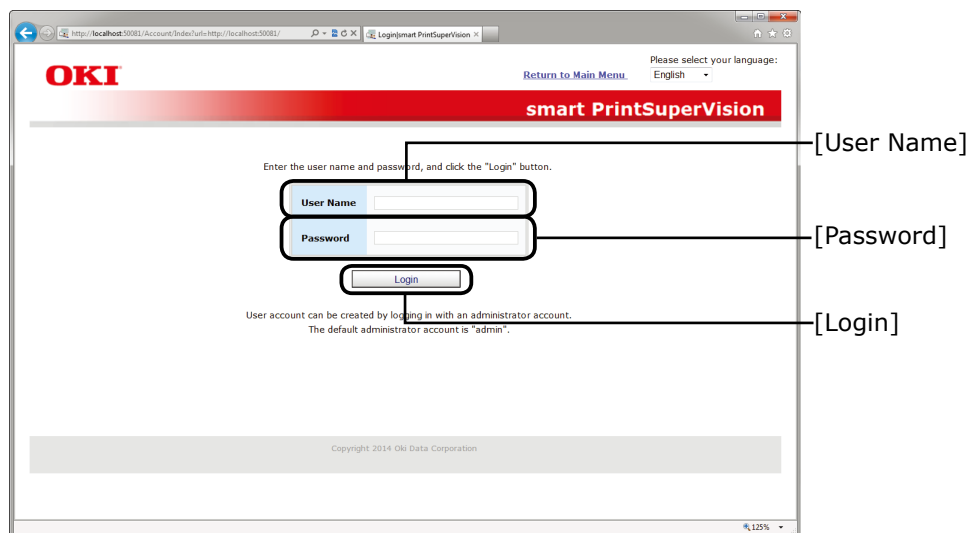 http://localhost:50081/Account/Index?url=http://localhost:50081/
Login|smart PrintSuperVision
Please select your language:
OKI
Return to Main Menu
English
smart PrintSuperVision
[User Name]
Enter the user name and password, and click the "Login" button.
User Name
Password
[Password]
Login
User account can be created by logging in with an administrator account.
[Login]
The default administrator account is "admin".
Copyright 2014 Oki Data Corporation
125%